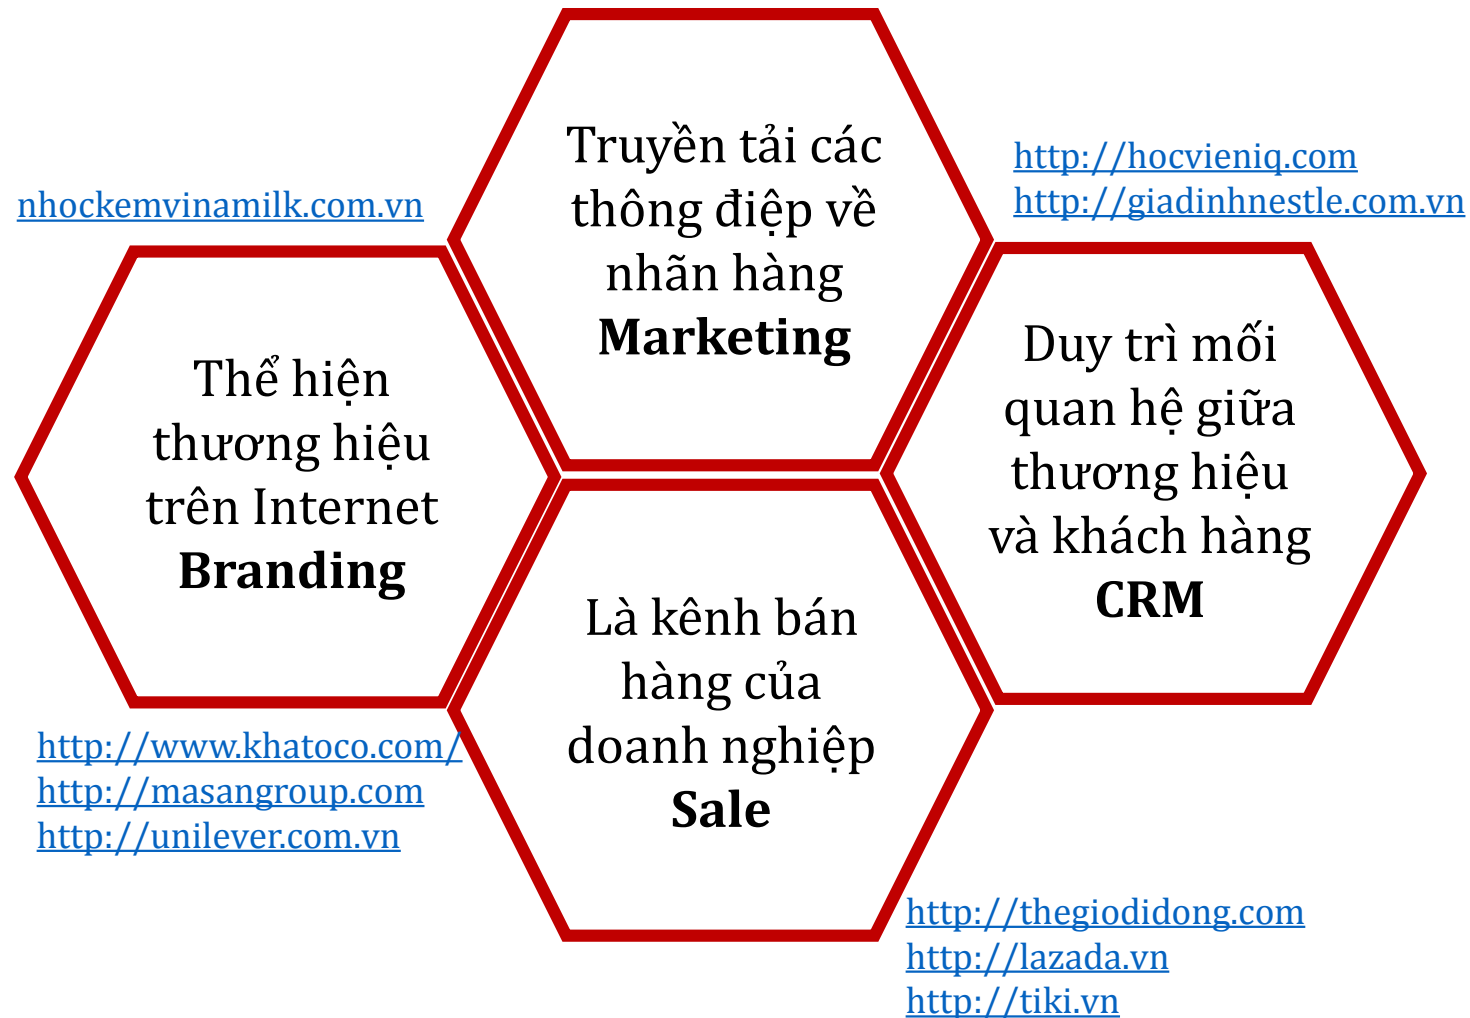 Truyền tải các
thông điệp về
nhãn hàng
Marketing
http://hocvieniq.com
http://giadinhnestle.com.vn
nhockemvinamilk.com.vn
Thể hiện
thương hiệu
trên Internet
Branding
Duy trì mối
quan hệ giữa
thương hiệu
và khách hàng
CRM
Là kênh bán
hàng của
doanh nghiệp
Sale
http://www.khatoco.com/
http://masangroup.com
http://unilever.com.vn
http://thegiodidong.com
http://lazada.vn
http://tiki.vn